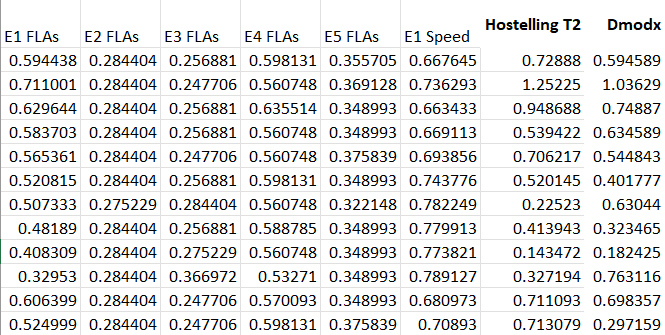 E1 FLAs E2 FLAs E3 FLAs E4 FLAs E5 FLAs E1 Speed Hostelling T2 Dmodx
0.594438 0.284404 0.256881 0.598131 0.355705 0.667645 0.72888 0.594589
0.711001 0.284404 0.247706 0.560748 0.369128 0.736293 1.25225 1.03629
0.629644 0.284404 0.256881 0.635514 0.348993 0.663433 0.948688 0.74887
0.583703 0.284404 0.256881 0.560748 0.348993 0.669113 0.539422 0.634589
0.565361 0.284404 0.247706 0.560748 0.375839 0.693856 0.706217 0.544843
0.520815 0.284404 0.256881 0.598131 0.348993 0.743776 0.520145 0.401777
0.507333 0.275229 0.284404 0.560748 0.322148 0.782249 0.22523 0.63044
0.48189 0.284404 0.256881 0.588785 0.348993 0.779913 0.413943 0.323465
0.408309 0.284404 0.275229 0.560748 0.348993 0.773821 0.143472 0.182425
0.32953 0.284404 0.366972 0.53271 0.348993 0.789127 0.327194 0.763116
0.606399 0.284404 0.247706 0.570093 0.348993 0.680973 0.711093 0.698357
0.524999 0.284404 0.247706 0.598131 0.375839 0.70893 0.713079 0.297159